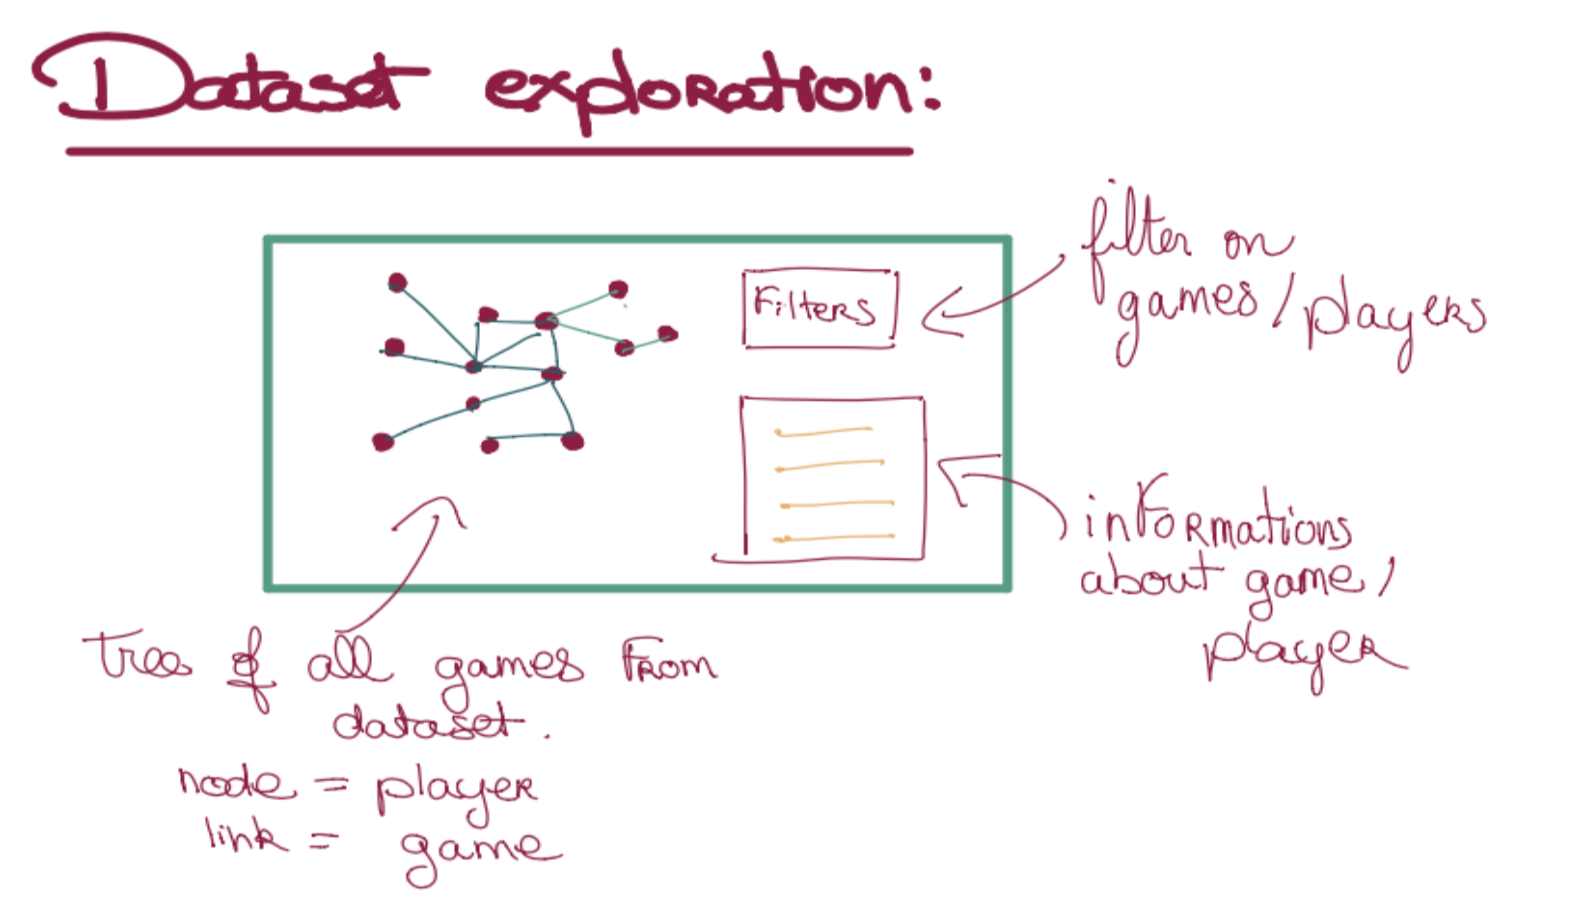 Dataset exploration:
filter on
games/players
Filters
informations
about game/
player
Tree of all games from
dataset.
node = player
link = game